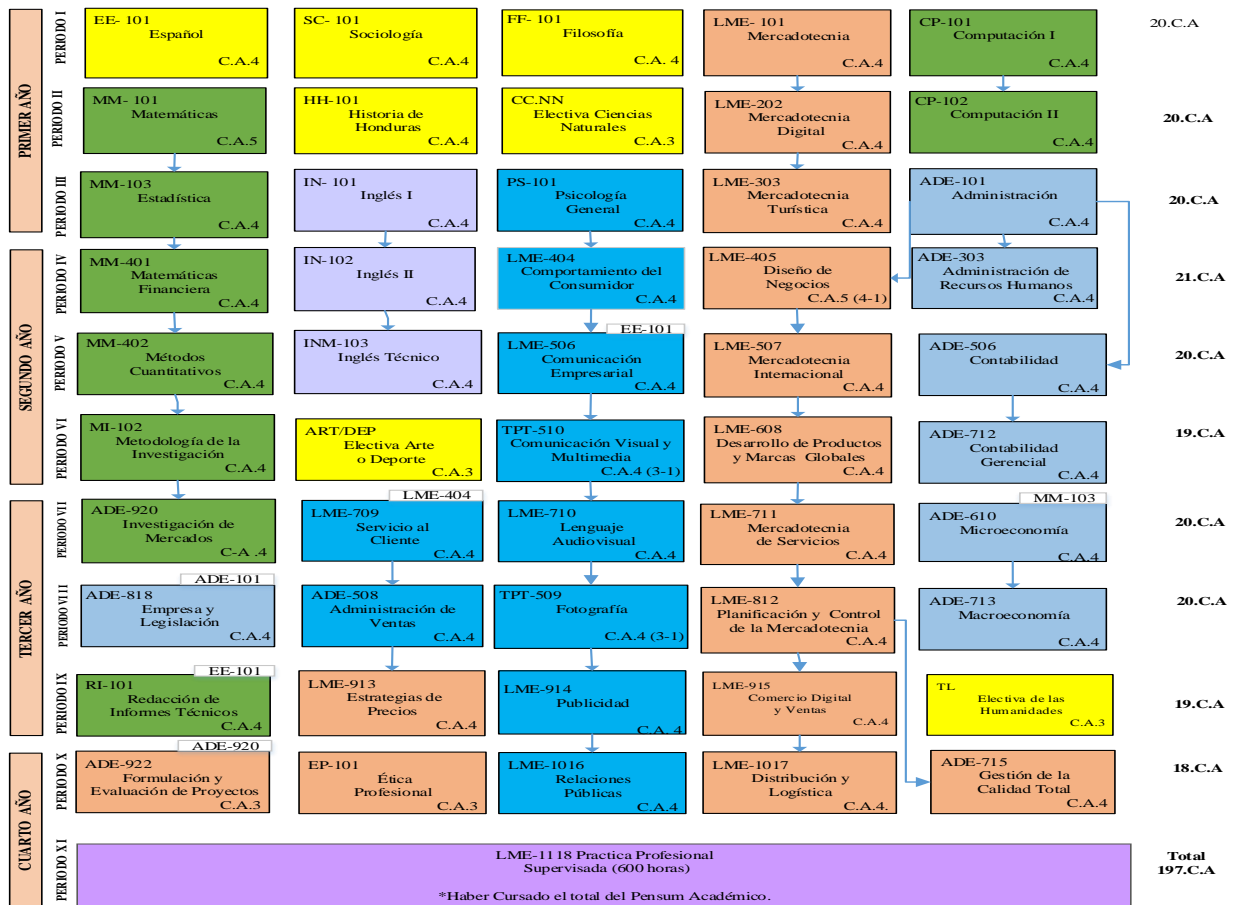 PRIMER AÑO
PERIODO I
EE- 101
Español
C.A.4
SC- 101
Sociología
C.A.4
FF- 101
Filosofía
C.A. 4
LME- 101
Mercadotecnia
C.A.4
CP-101
Computación I
C.A.4
20.C.A
PERIODO II
MM- 101
Matemáticas
C.A.5
HH-101
Historia de
Honduras
C.A.4
CC.NN
Electiva Ciencias
Naturales
C.A.3
LME-202
Mercadotecnia
Digital
C.A.4
CP-102
Computación II
C.A.4
20.C.A
PERIODO III
MM-103
Estadística
C.A.4
IN- 101
Inglés I
C.A.4
PS-101
Psicología
General
C.A.4
LME-303
Mercadotecnia
Turística
C.A.4
ADE-101
Administración
C.A.4
20.C.A
SEGUNDO AÑO
PERIODO IV
MM-401
Matemáticas
Financiera
C.A.4
IN-102
Inglés II
C.A.4
LME-404
Comportamiento del
Consumidor
C.A.4
LME-405
Diseño de
Negocios
C.A.5 (4-1)
ADE-303
Administración de
Recursos Humanos
C.A.4
21.C.A
PERIODO V
MM-402
Métodos
Cuantitativos
C.A.4
INM-103
Inglés Técnico
C.A.4
EE-101
LME-506
Comunicación
Empresarial
C.A.4
LME-507
Mercadotecnia
Internacional
C.A.4
ADE-506
Contabilidad
C.A.4
20.C.A
PERIODO VI
MI-102
Metodología de la
Investigación
C.A.4
ART/DEP
Electiva Arte
o Deporte
C.A.3
TPT-510
Comunicación Visual y
Multimedia
C.A.4 (3-1)
LME-608
Desarrollo de Productos
y Marcas Globales
C.A.4
ADE-712
Contabilidad
Gerencial
C.A.4
19.C.A
TERCER AÑO
PERIODO VII
ADE-920
Investigación de
Mercados
C-A .4
LME-404
LME-709
Servicio al
Cliente
C.A.4
LME-710
Lenguaje
Audiovisual
C.A.4
LME-711
Mercadotecnia
de Servicios
C.A.4
MM-103
ADE-610
Microeconomía
C.A.4
20.C.A
PERIODO VIII
ADE-101
ADE-818
Empresa y
Legislación
C.A.4
ADE-508
Administración de
Ventas
C.A.4
TPT-509
Fotografía
C.A.4 (3-1)
LME-812
Planificación y Control
de la Mercadotecnia
C.A.4
ADE-713
Macroeconomía
C.A.4
20.C.A
PERIODO IX
EE-101
RI-101
Redacción de
Informes Técnicos
C.A.4
LME-913
Estrategias de
Precios
C.A.4
LME-914
Publicidad
C.A. 4
LME-915
Comercio Digital
y Ventas
C.A.4
TL
Electiva de las
Humanidades
C.A.3
19.C.A
CUARTO AÑO
PERIODO X
ADE-920
ADE-922
Formulación y
Evaluación de Proyectos
C.A.3
EP-101
Ética
Profesional
C.A.3
LME-1016
Relaciones
Públicas
C.A.4
LME-1017
Distribución y
Logística
C.A.4.
ADE-715
Gestión de la
Calidad Total
C.A.4
18.C.A
PERIODO XI
LME-1118 Practica Profesional
Supervisada (600 horas)
*Haber Cursado el total del Pensum Académico.
Total
197.C.A